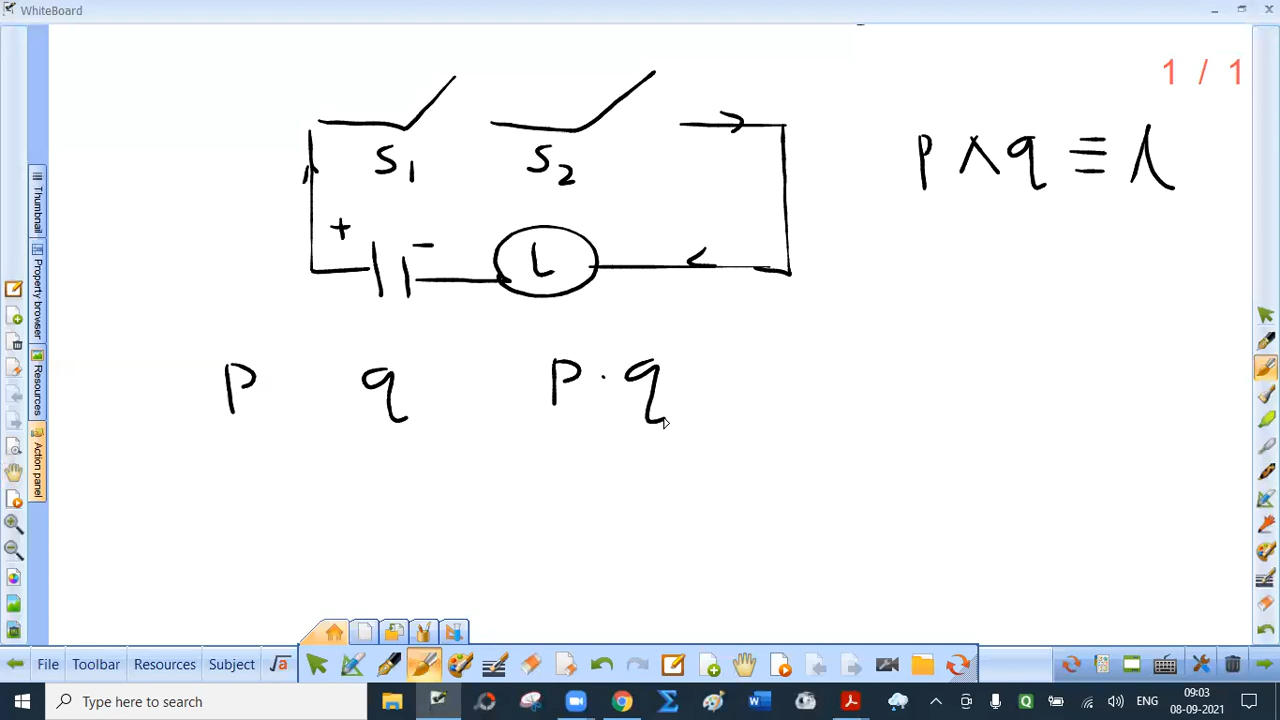 WhiteBoard
1 / 1
S1 S2
p ∧ q ≡ λ
+ -
L
p q p · q
Thumbnail
Property browser
Resources
Action panel
File Toolbar Resources Subject √a
Type here to search
W
Q
ENG
09:03
08-09-2021